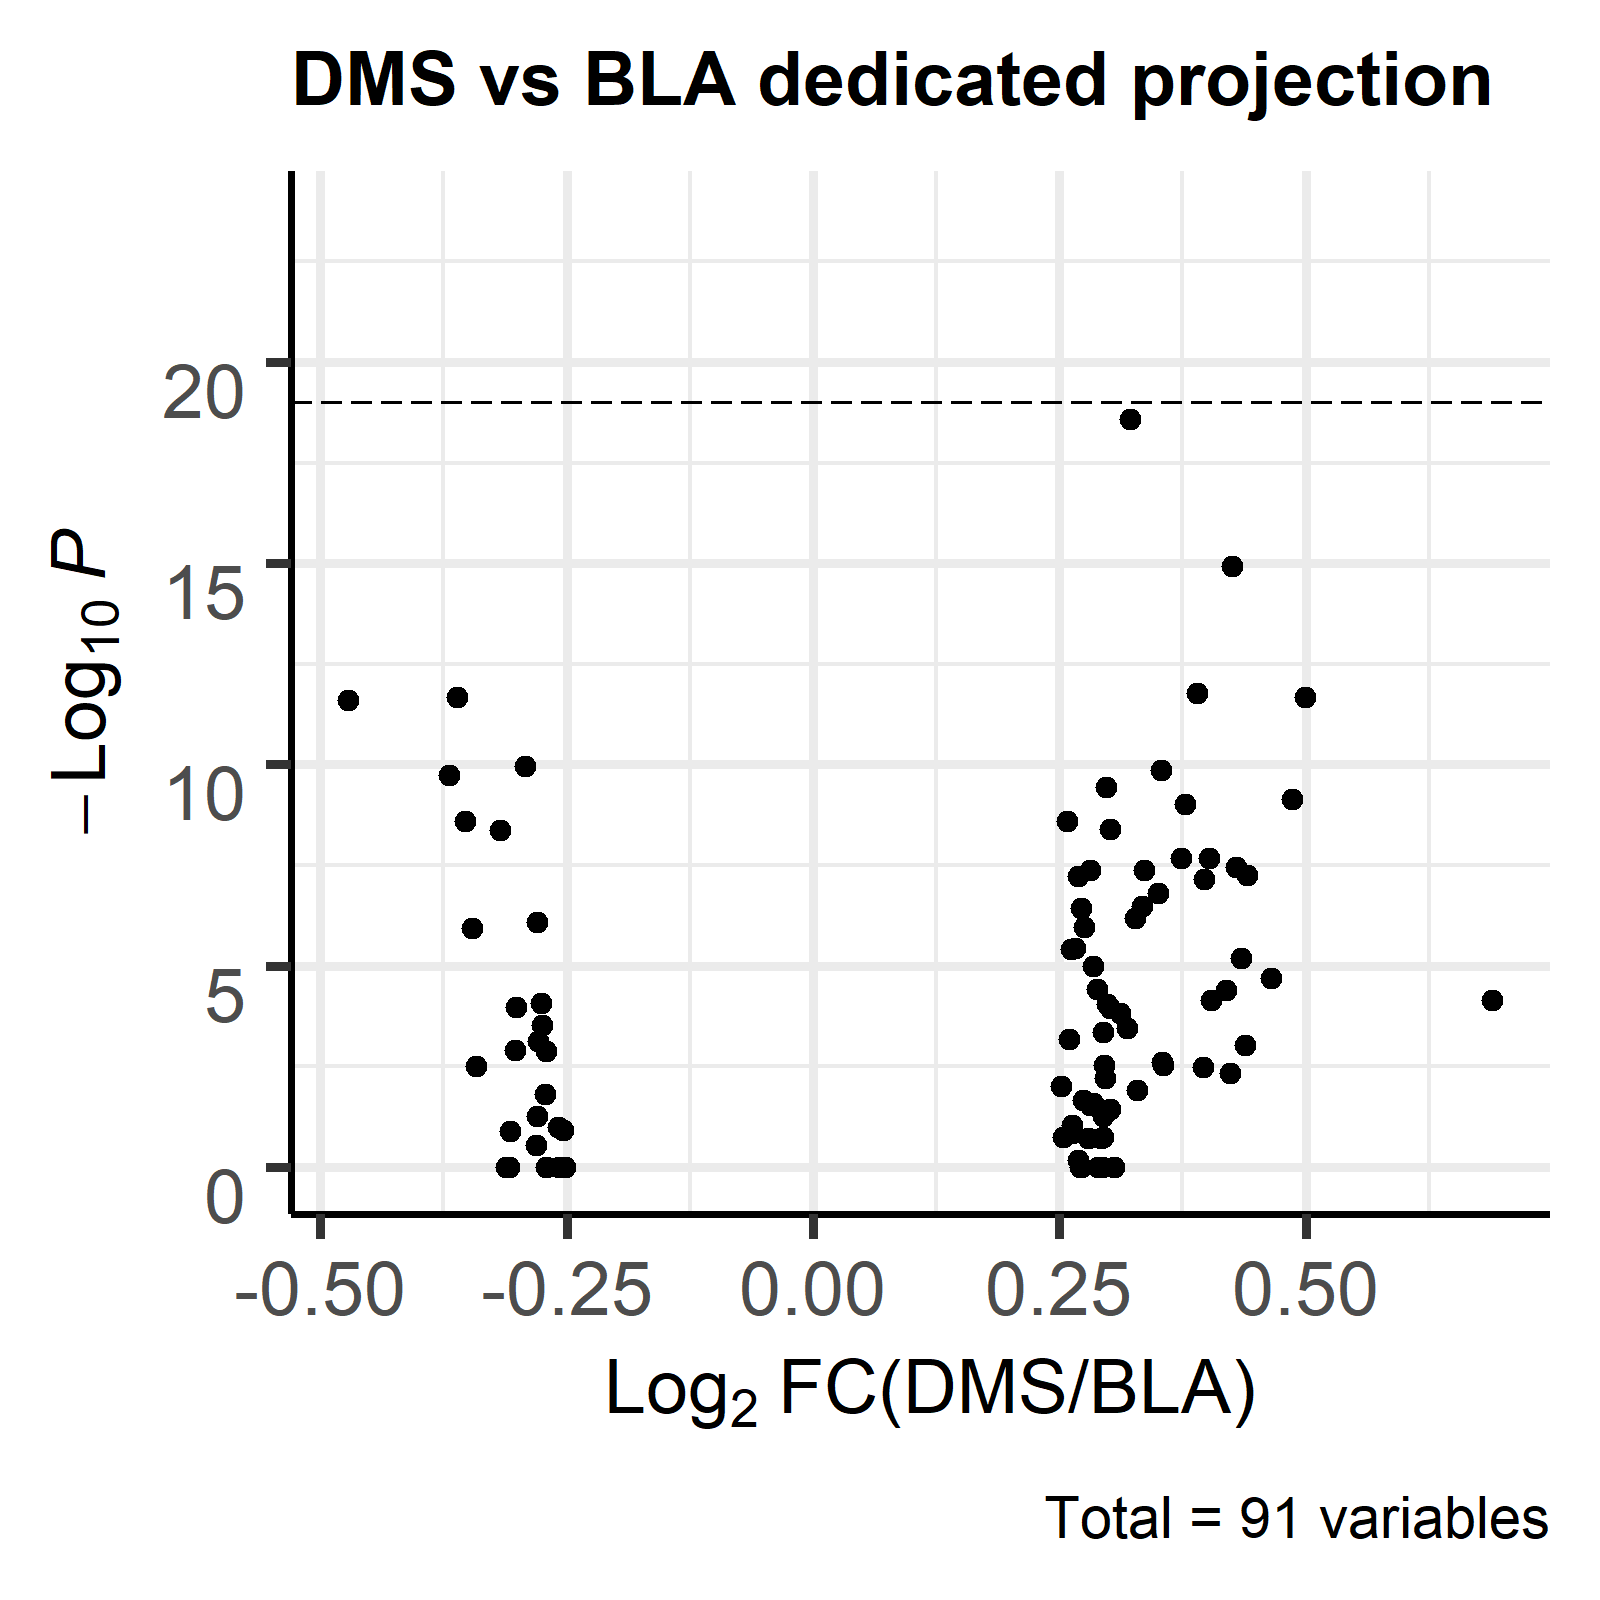 DMS vs BLA dedicated projection
−Log10 P
20
15
10
5
0
-0.50 -0.25 0.00 0.25 0.50
Log2 FC(DMS/BLA)
Total = 91 variables